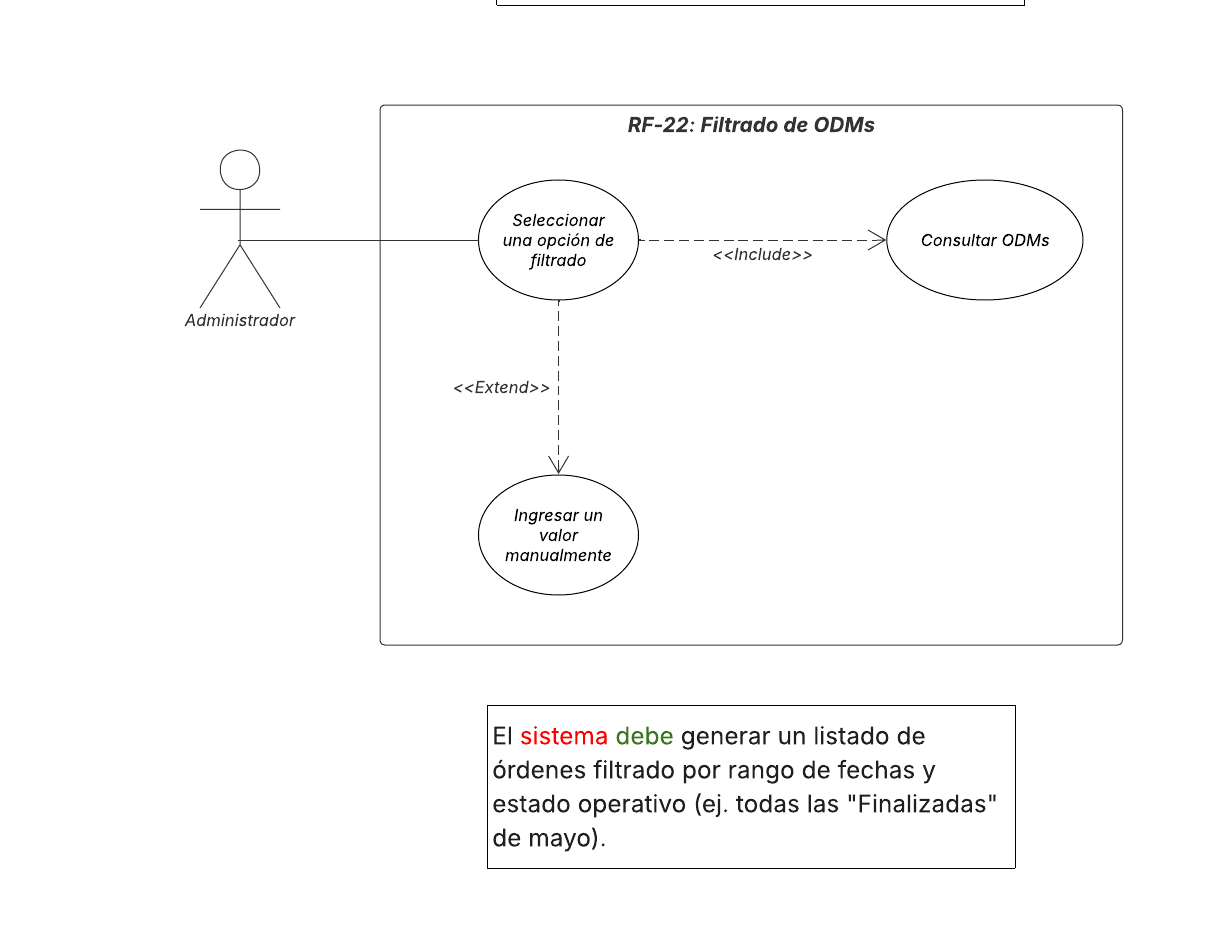 RF-22: Filtrado de ODMs
Seleccionar
una opción de
filtrado
<<Include>>
Consultar ODMs
Administrador
<<Extend>>
Ingresar un
valor
manualmente
El sistema debe generar un listado de
órdenes filtrado por rango de fechas y
estado operativo (ej. todas las "Finalizadas"
de mayo).